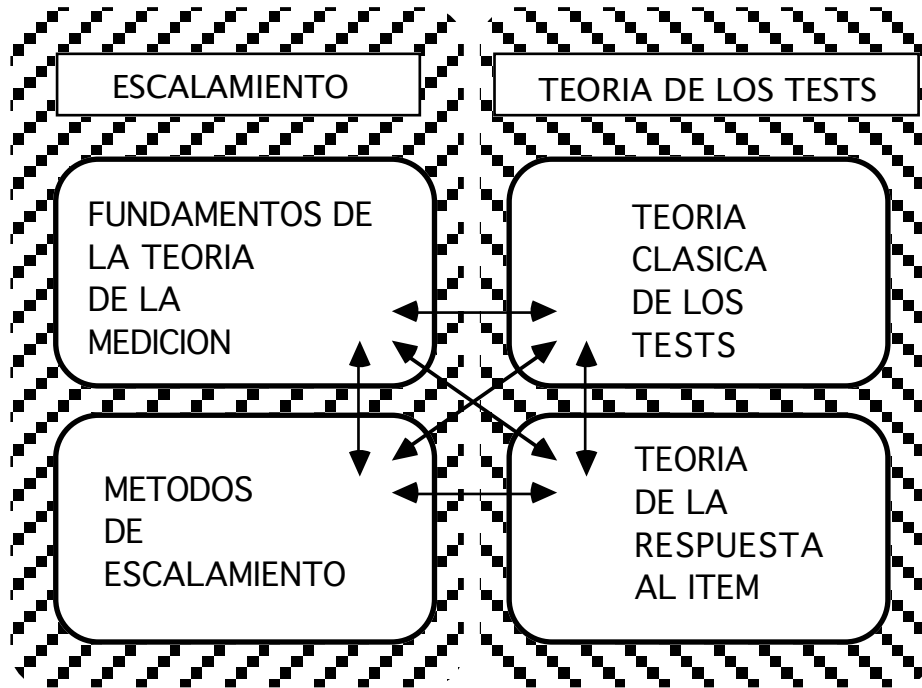 ESCALAMIENTO
FUNDAMENTOS DE
LA TEORIA
DE LA
MEDICION
METODOS
DE
ESCALAMIENTO
TEORIA DE LOS TESTS
TEORIA
CLASICA
DE LOS
TESTS
TEORIA
DE LA
RESPUESTA
AL ITEM